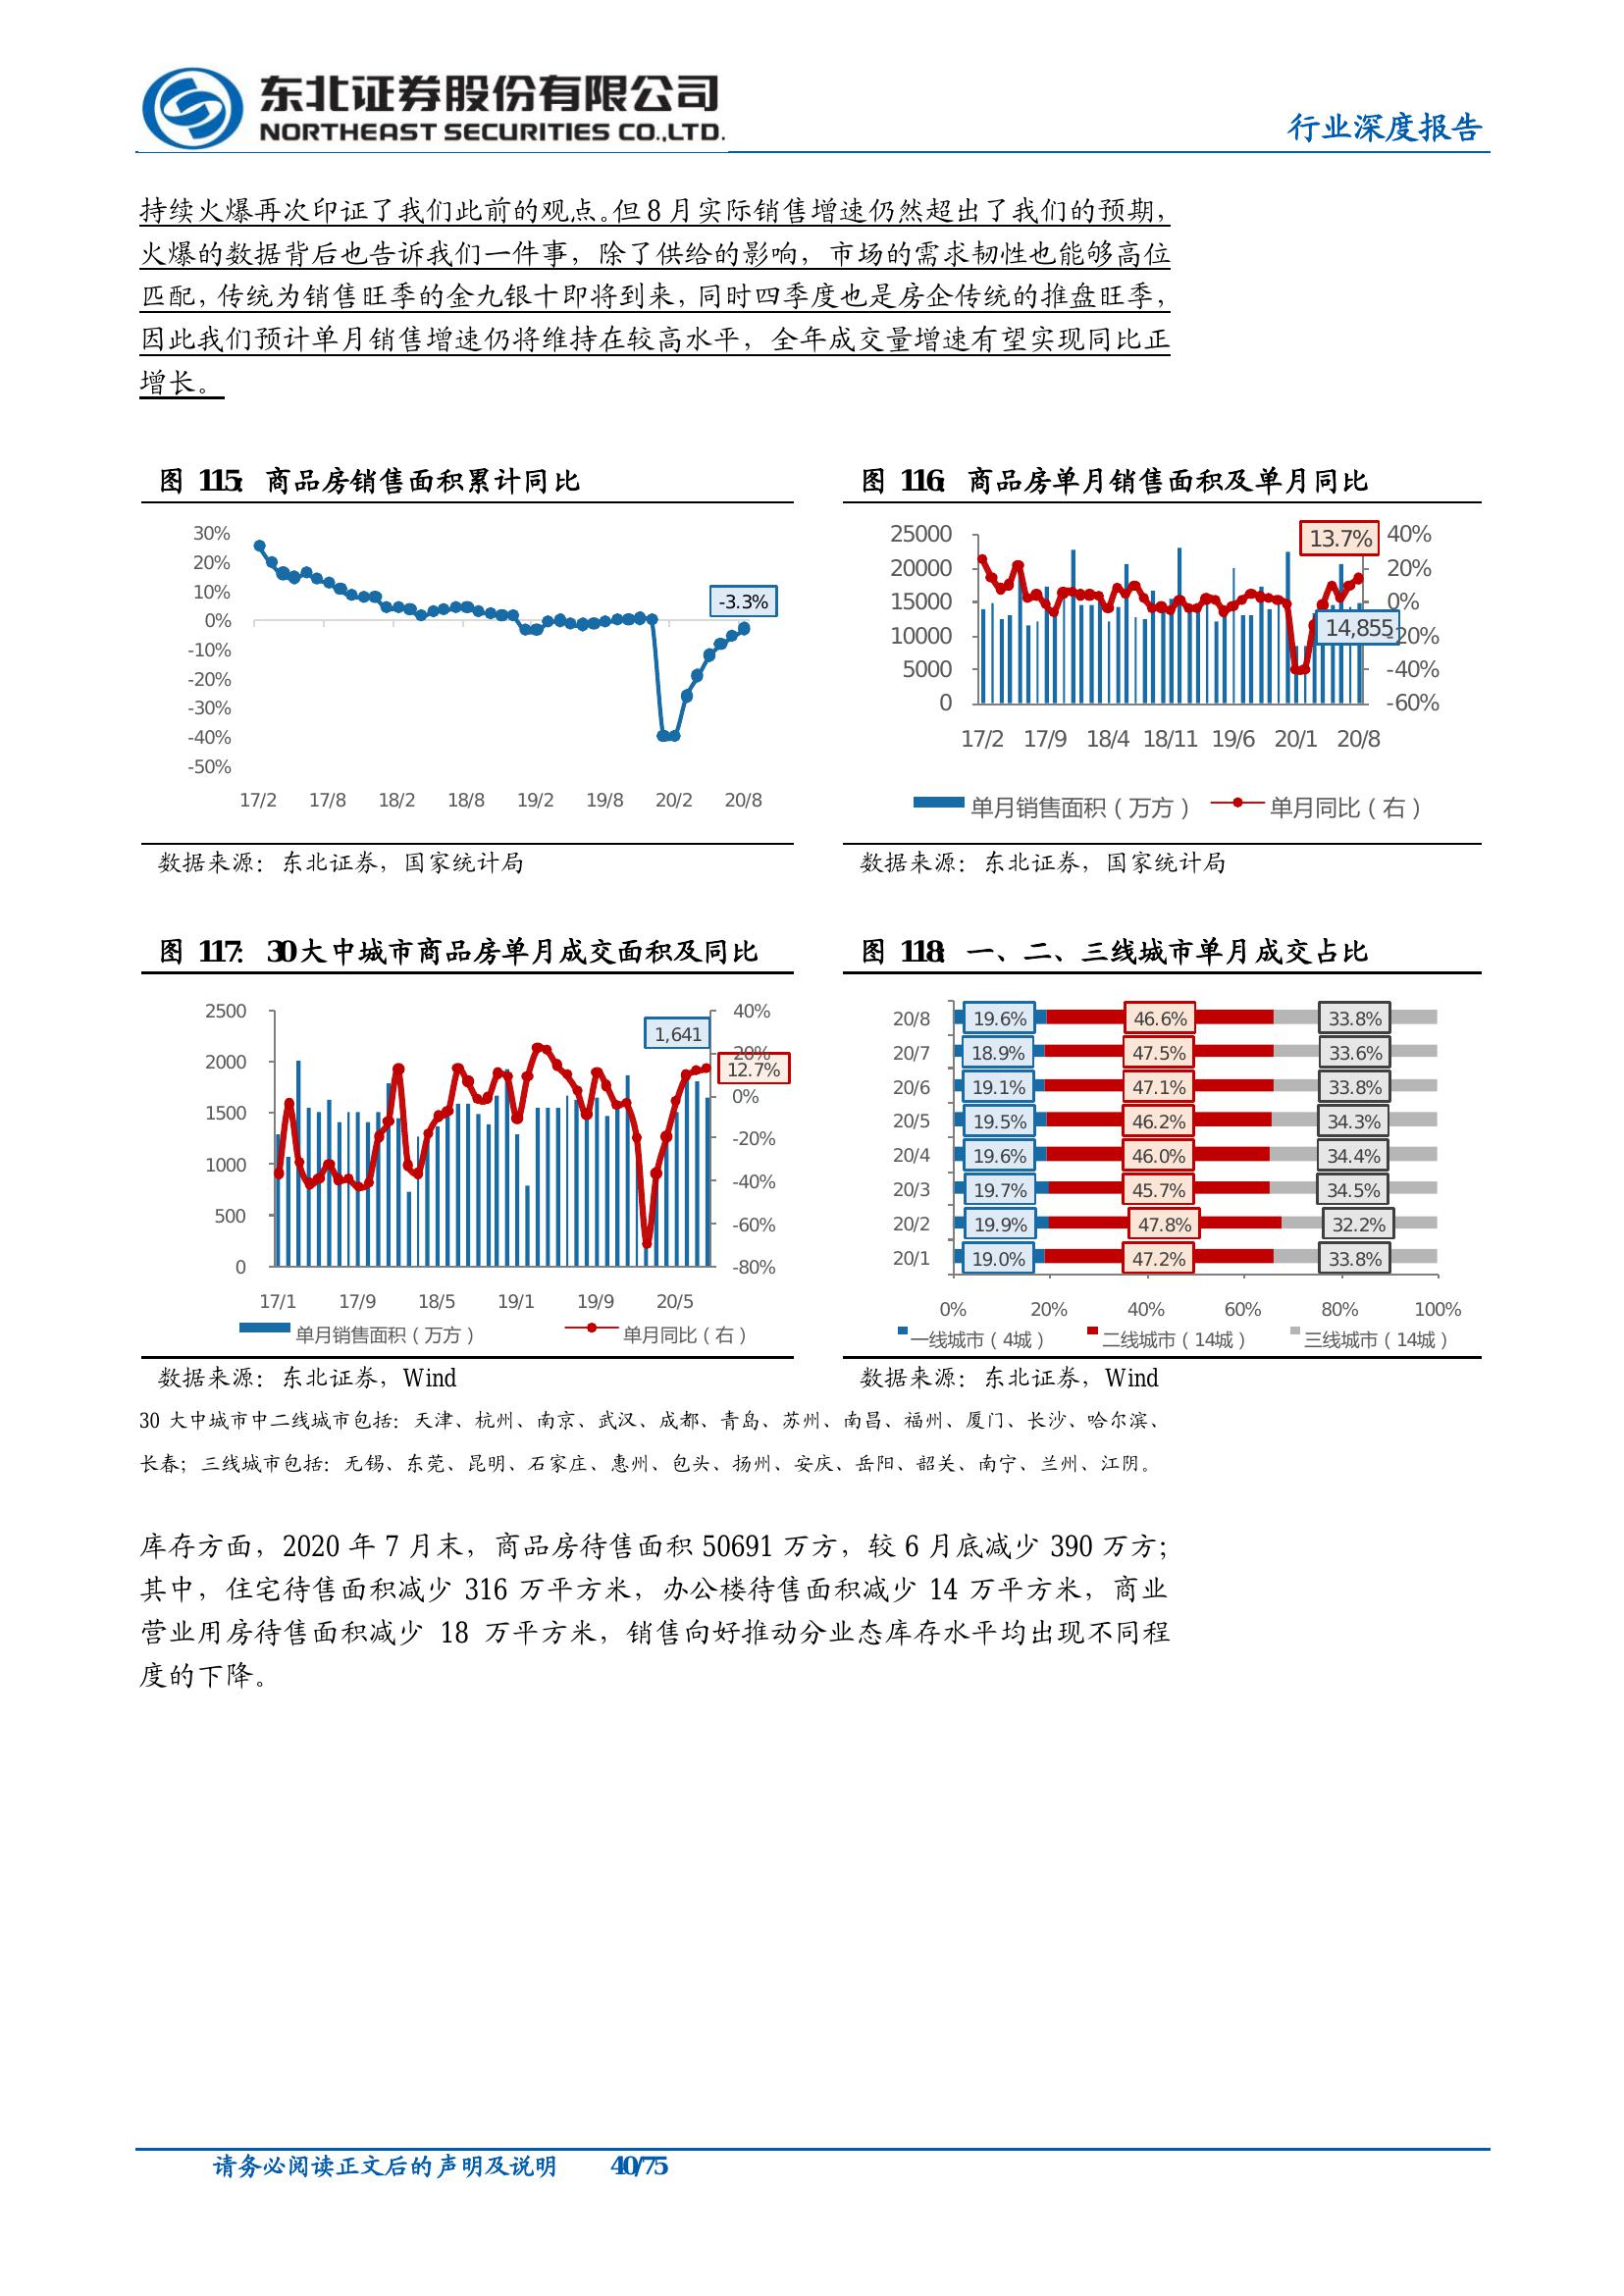 东北证券股份有限公司
NORTHEAST SECURITIES CO.,LTD.
行业深度报告
持续火爆再次印证了我们此前的观点。但 8 月实际销售增速仍然超出了我们的预期，
火爆的数据背后也告诉我们一件事，除了供给的影响，市场的需求韧性也能够高位
匹配，传统为销售旺季的金九银十即将到来，同时四季度也是房企传统的推盘旺季，
因此我们预计单月销售增速仍将维持在较高水平，全年成交量增速有望实现同比正
增长。
图 115：商品房销售面积累计同比
30%
20%
10%
0%
-10%
-20%
-30%
-40%
-50%
-3.3%
17/2 17/8 18/2 18/8 19/2 19/8 20/2 20/8
数据来源：东北证券，国家统计局
图 116：商品房单月销售面积及单月同比
25000
20000
15000
10000
5000
0
13.7%
14,855
40%
20%
0%
-20%
-40%
-60%
17/2 17/9 18/4 18/11 19/6 20/1 20/8
单月销售面积（万方） 单月同比（右）
数据来源：东北证券，国家统计局
图 117：30大中城市商品房单月成交面积及同比
2500
2000
1500
1000
500
0
1,641
12.7%
40%
20%
0%
-20%
-40%
-60%
-80%
17/1 17/9 18/5 19/1 19/9 20/5
单月销售面积（万方） 单月同比（右）
数据来源：东北证券，Wind
图 118：一、二、三线城市单月成交占比
20/8 19.6% 46.6% 33.8%
20/7 18.9% 47.5% 33.6%
20/6 19.1% 47.1% 33.8%
20/5 19.5% 46.2% 34.3%
20/4 19.6% 46.0% 34.4%
20/3 19.7% 45.7% 34.5%
20/2 19.9% 47.8% 32.2%
20/1 19.0% 47.2% 33.8%
0% 20% 40% 60% 80% 100%
一线城市（4城） 二线城市（14城） 三线城市（14城）
数据来源：东北证券，Wind
30 大中城市中二线城市包括：天津、杭州、南京、武汉、成都、青岛、苏州、南昌、福州、厦门、长沙、哈尔滨、
长春；三线城市包括：无锡、东莞、昆明、石家庄、惠州、包头、扬州、安庆、岳阳、韶关、南宁、兰州、江阴。
库存方面，2020 年 7 月末，商品房待售面积 50691 万方，较 6 月底减少 390 万方；
其中，住宅待售面积减少 316 万平方米，办公楼待售面积减少 14 万平方米，商业
营业用房待售面积减少 18 万平方米，销售向好推动分业态库存水平均出现不同程
度的下降。
请务必阅读正文后的声明及说明 40/75